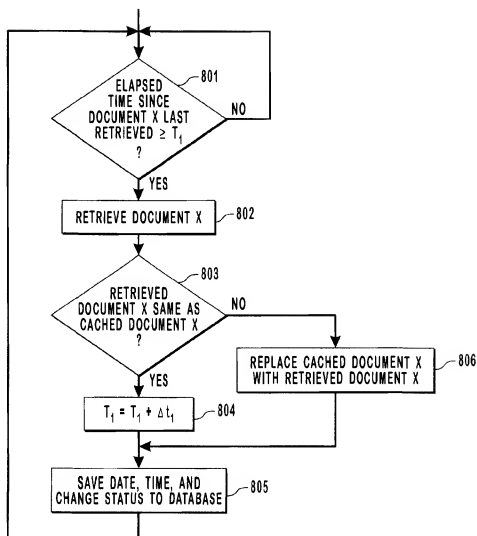 801
ELAPSED
TIME SINCE
DOCUMENT X LAST
RETRIEVED ≥ T₁
?
NO
YES
RETRIEVE DOCUMENT X
802
803
RETRIEVED
DOCUMENT X SAME AS
CACHED DOCUMENT X
?
NO
YES
REPLACE CACHED DOCUMENT X
WITH RETRIEVED DOCUMENT X
806
T₁ = T₁ + Δt₁
804
SAVE DATE, TIME, AND
CHANGE STATUS TO DATABASE
805